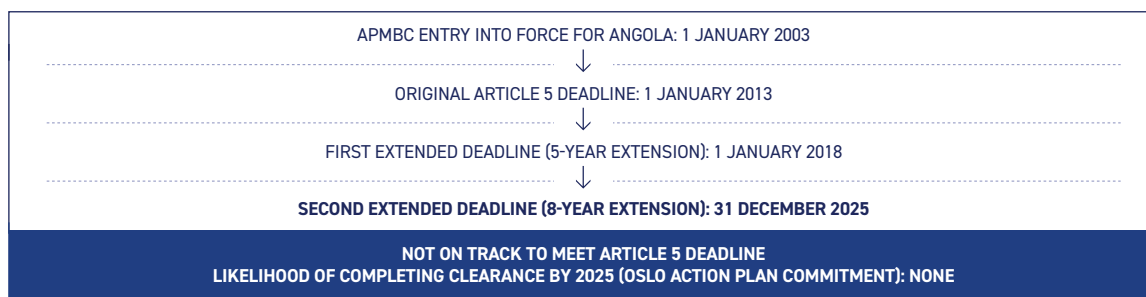 APMBC ENTRY INTO FORCE FOR ANGOLA: 1 JANUARY 2003
ORIGINAL ARTICLE 5 DEADLINE: 1 JANUARY 2013
FIRST EXTENDED DEADLINE (5-YEAR EXTENSION): 1 JANUARY 2018
SECOND EXTENDED DEADLINE (8-YEAR EXTENSION): 31 DECEMBER 2025
NOT ON TRACK TO MEET ARTICLE 5 DEADLINE
LIKELIHOOD OF COMPLETING CLEARANCE BY 2025 (OSLO ACTION PLAN COMMITMENT): NONE